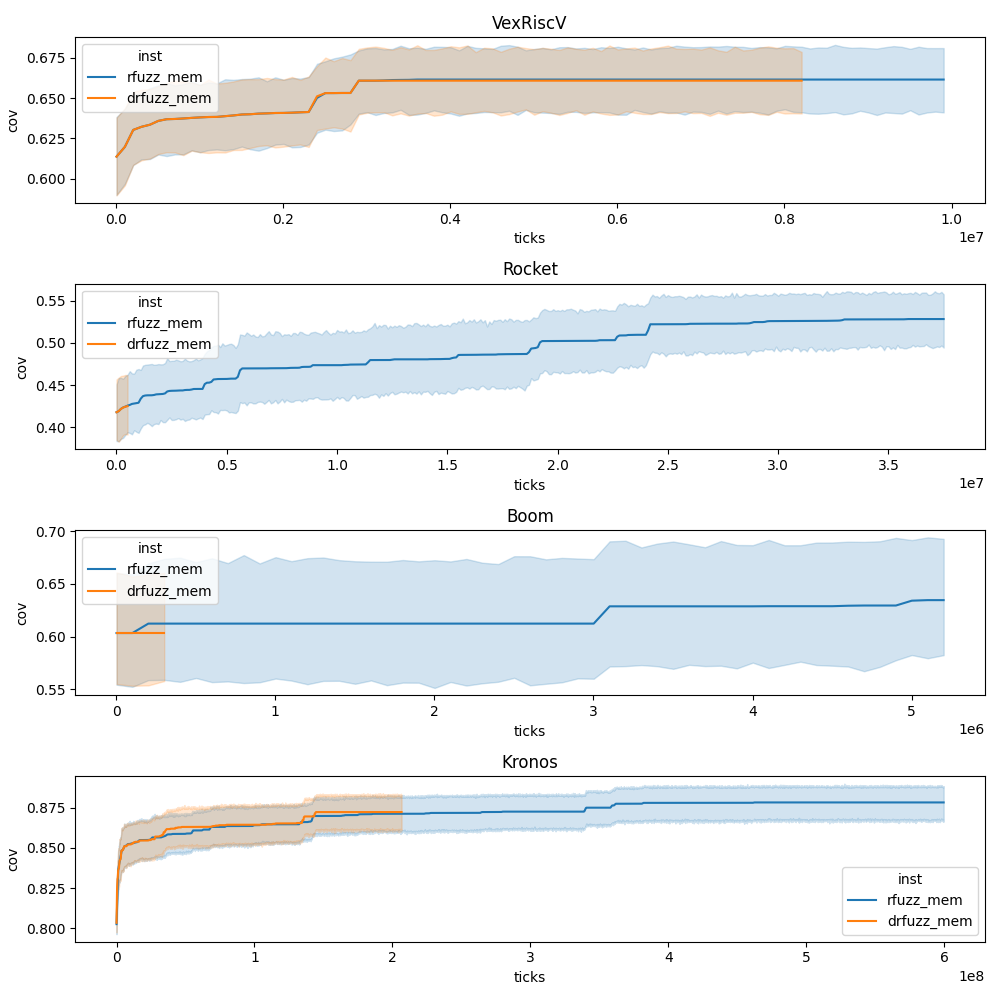 VexRiscV
inst
rfuzz_mem
drfuzz_mem
cov
0.675
0.650
0.625
0.600
0.0 0.2 0.4 0.6 0.8 1.0
ticks
1e7
Rocket
inst
rfuzz_mem
drfuzz_mem
cov
0.55
0.50
0.45
0.40
0.0 0.5 1.0 1.5 2.0 2.5 3.0 3.5
ticks
1e7
Boom
inst
rfuzz_mem
drfuzz_mem
cov
0.70
0.65
0.60
0.55
0 1 2 3 4 5
ticks
1e6
Kronos
cov
0.875
0.850
0.825
0.800
inst
rfuzz_mem
drfuzz_mem
0 1 2 3 4 5 6
ticks
1e8